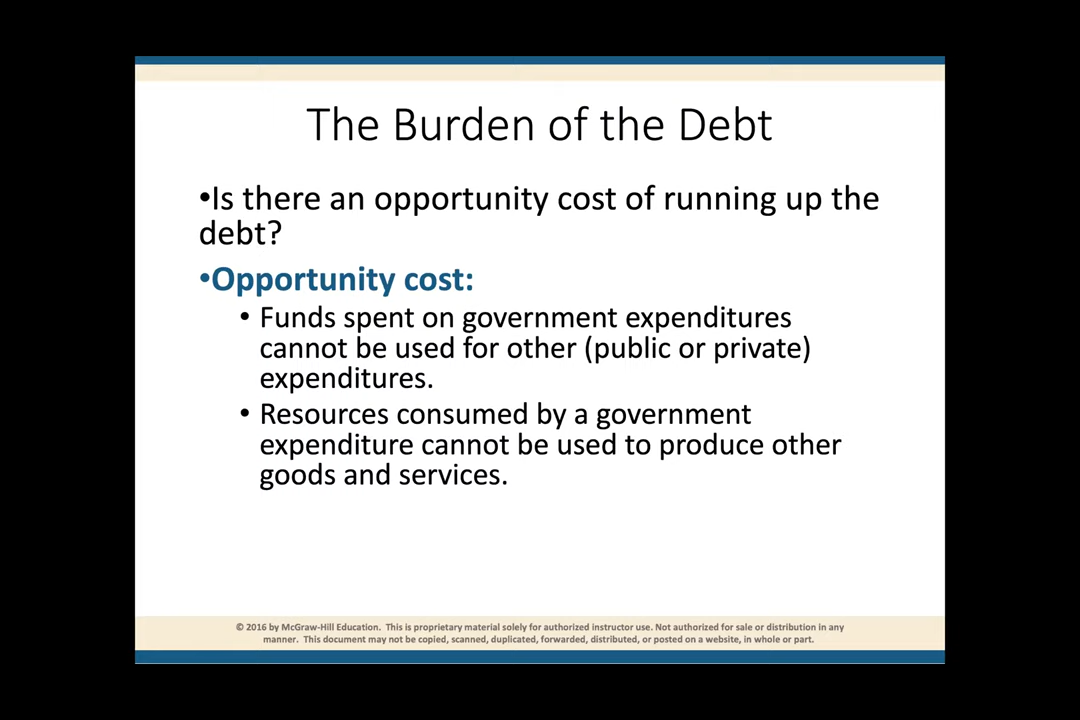 The Burden of the Debt
•Is there an opportunity cost of running up the
debt?
•Opportunity cost:
• Funds spent on government expenditures
cannot be used for other (public or private)
expenditures.
• Resources consumed by a government
expenditure cannot be used to produce other
goods and services.
© 2016 by McGraw-Hill Education. This is proprietary material solely for authorized instructor use. Not authorized for sale or distribution in any
manner. This document may not be copied, scanned, duplicated, forwarded, distributed, or posted on a website, in whole or part.